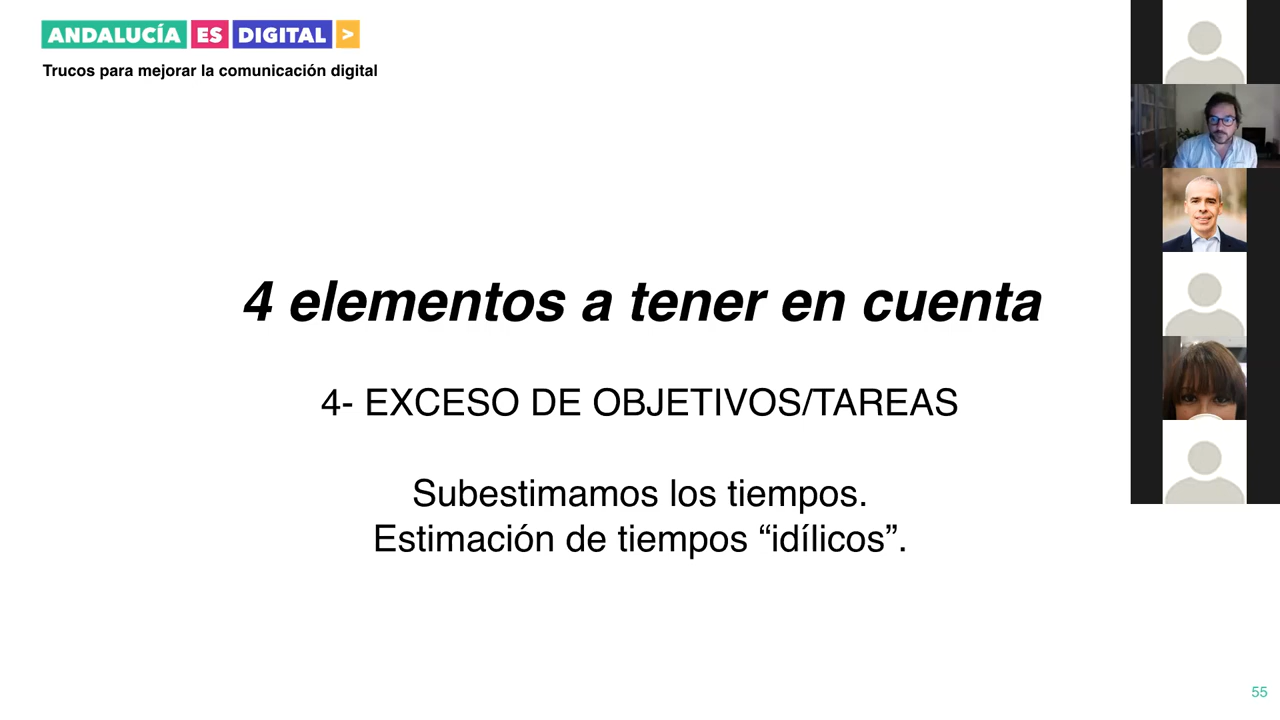 ANDALUCÍA ES DIGITAL >
Trucos para mejorar la comunicación digital
4 elementos a tener en cuenta
4- EXCESO DE OBJETIVOS/TAREAS
Subestimamos los tiempos.
Estimación de tiempos “idílicos”.
55